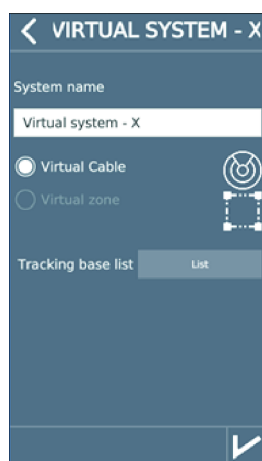 VIRTUAL SYSTEM - X
System name
Virtual system - X
Virtual Cable
Virtual zone
Tracking base list
List